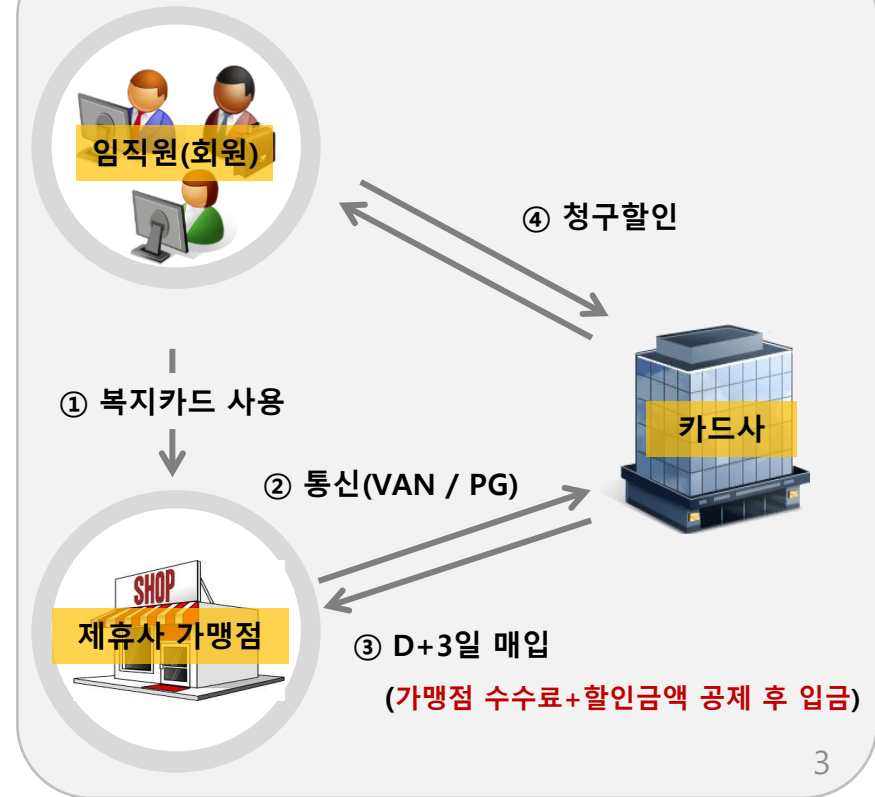 임직원(회원)
④ 청구할인
① 복지카드 사용
카드사
② 통신(VAN / PG)
SHOP
제휴사 가맹점
③ D+3일 매입
(가맹점 수수료+할인금액 공제 후 입금)
3